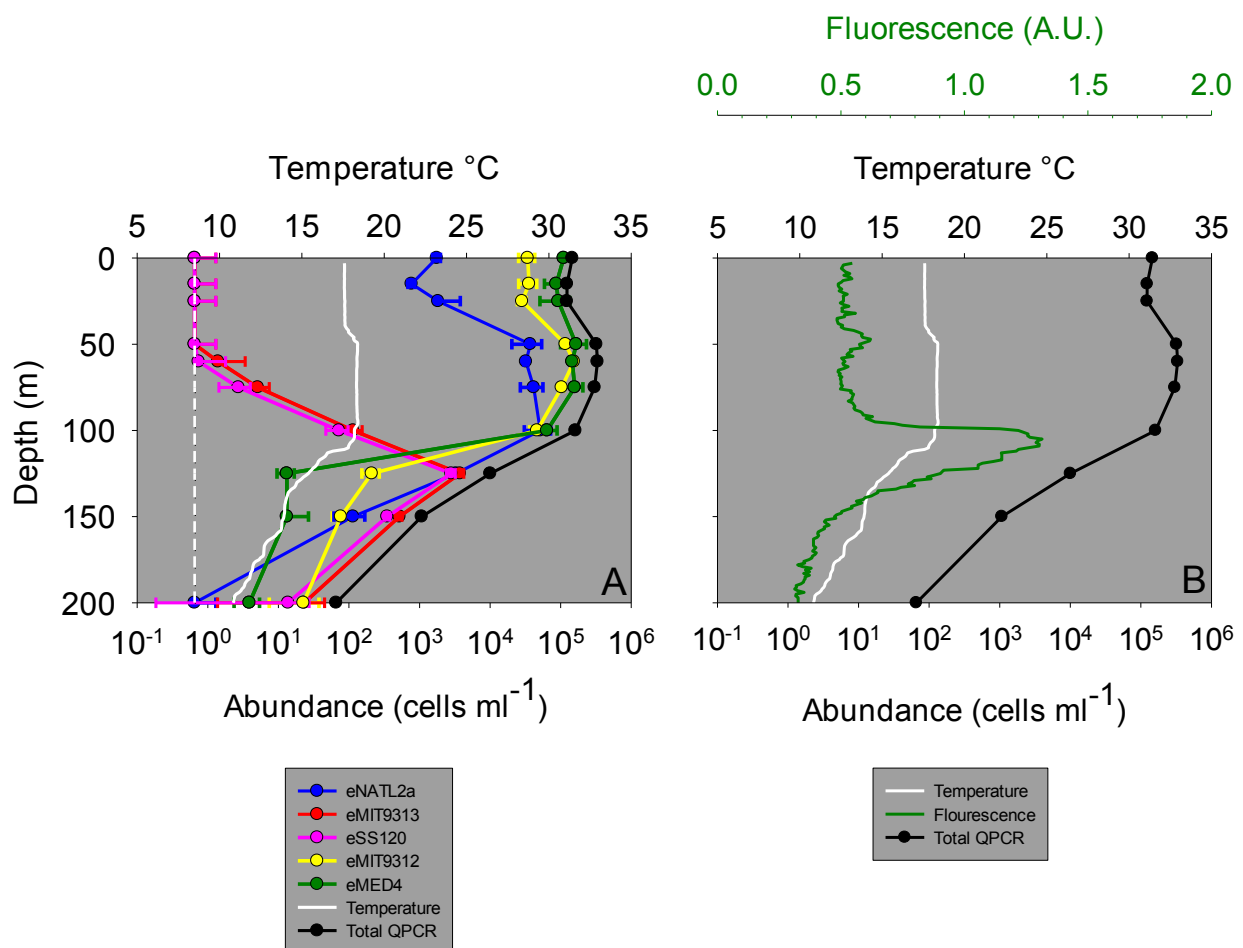 Fluorescence (A.U.)
0.0 0.5 1.0 1.5 2.0
Temperature °C
5 10 15 20 25 30 35
Temperature °C
5 10 15 20 25 30 35
Depth (m)
0
50
100
150
200
A
B
10-1 100 101 103 104 105 106
Abundance (cells ml-1)
10-1 100 102 103 104 105 106
Abundance (cells ml-1)
eNATL2a
eMIT9313
eSS120
eMIT9312
eMED4
Temperature
Total QPCR
Temperature
Flourescence
Total QPCR